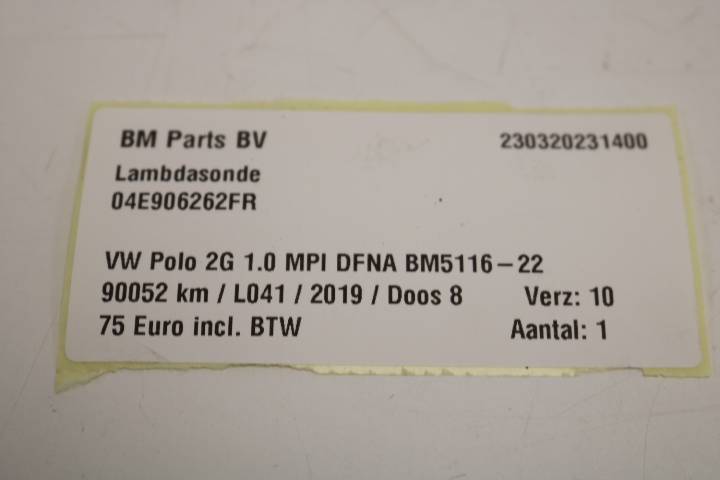 BM Parts BV 230320231400
Lambdasonde
04E906262FR
VW Polo 2G 1.0 MPI DFNA BM5116-22
90052 km / L041 / 2019 / Doos 8 Verz: 10
75 Euro incl. BTW Aantal: 1